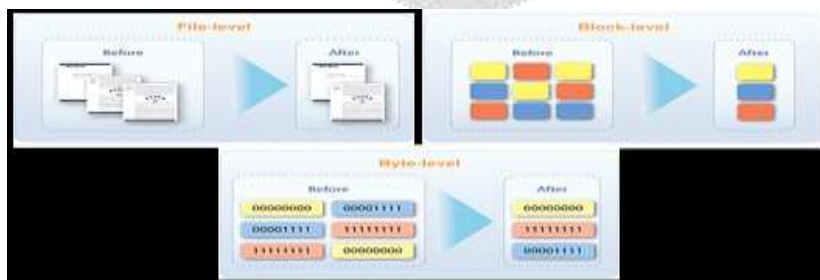 File-level
Before
After
Block-level
Before
After
Byte-level
Before
00000000 00001111
00001111 11111111
11111111 00000000
After
00000000
11111111
00001111